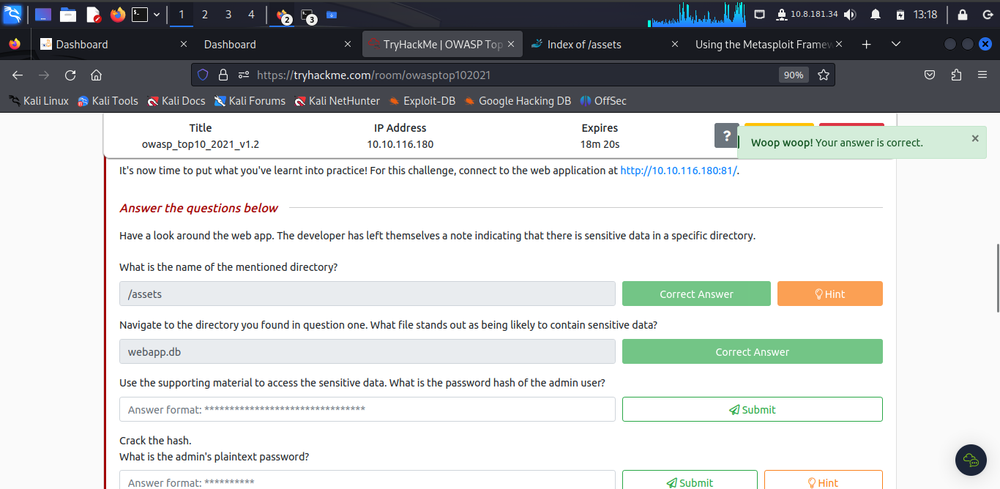 1 2 3 4 2 3 10.8.181.34 13:18
Dashboard Dashboard TryHackMe | OWASP Top Index of /assets Using the Metasploit Framew
https://tryhackme.com/room/owasptop102021 90%
Kali Linux Kali Tools Kali Docs Kali Forums Kali NetHunter Exploit-DB Google Hacking DB OffSec
Title IP Address Expires
owasp_top10_2021_v1.2 10.10.116.180 18m 20s
?
Woop woop! Your answer is correct. ×
It's now time to put what you've learnt into practice! For this challenge, connect to the web application at http://10.10.116.180:81/.
Answer the questions below
Have a look around the web app. The developer has left themselves a note indicating that there is sensitive data in a specific directory.
What is the name of the mentioned directory?
/assets Correct Answer Hint
Navigate to the directory you found in question one. What file stands out as being likely to contain sensitive data?
webapp.db Correct Answer
Use the supporting material to access the sensitive data. What is the password hash of the admin user?
Answer format: ******************************** Submit
Crack the hash.
What is the admin's plaintext password?
Answer format: ********** Submit Hint